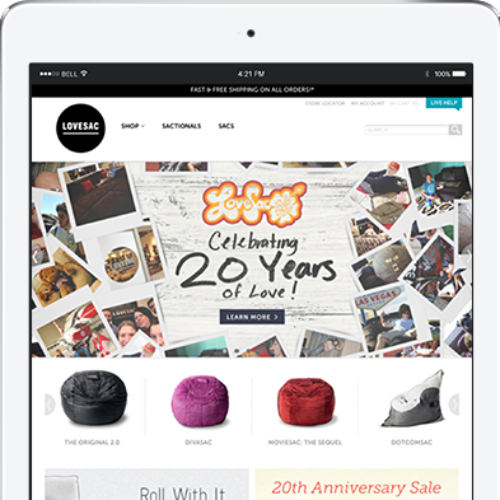 BELL
4:21 PM
100%
FAST & FREE SHIPPING ON ALL ORDERS!*
STORE LOCATOR MY ACCOUNT MY CART (0) LIVE HELP
LOVESAC
SHOP SACTIONALS SACS
SEARCH
LoveSac
Celebrating
20 Years
of Love!
LEARN MORE >
LAS VEGAS
THE ORIGINAL 2.0
DIVASAC
MOVIESAC: THE SEQUEL
DOTCOMSAC
Roll With It
20th Anniversary Sale